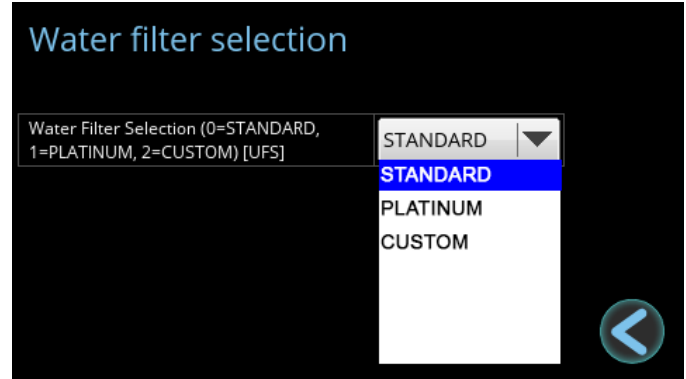 Water filter selection
Water Filter Selection (0=STANDARD,
1=PLATINUM, 2=CUSTOM) [UFS]
STANDARD
STANDARD
PLATINUM
CUSTOM